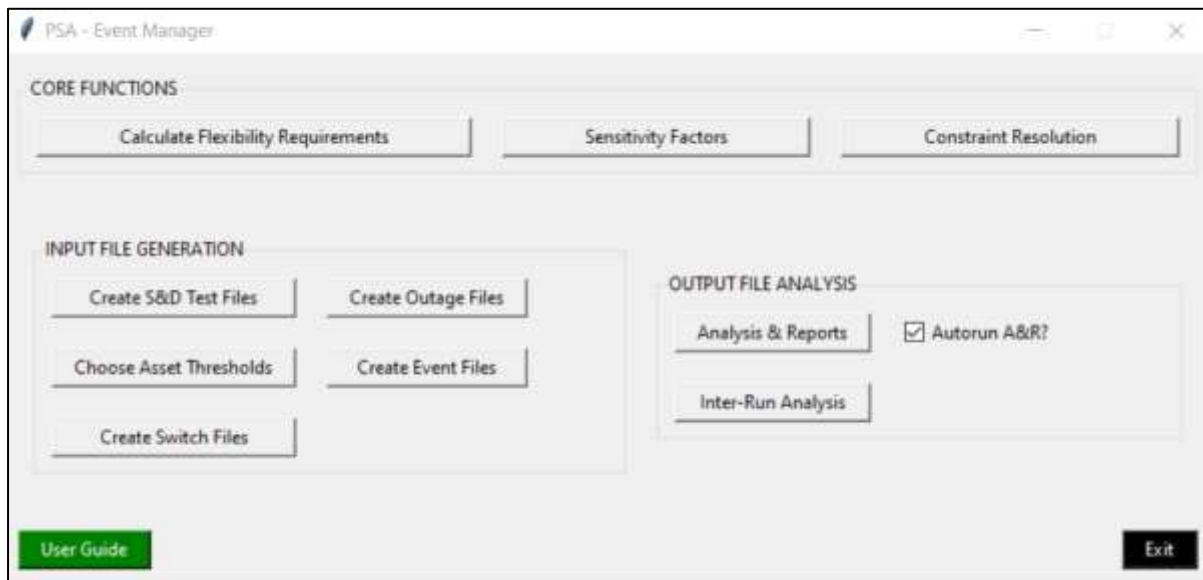 PSA - Event Manager
CORE FUNCTIONS
Calculate Flexibility Requirements
Sensitivity Factors
Constraint Resolution
INPUT FILE GENERATION
Create S&D Test Files
Create Outage Files
Choose Asset Thresholds
Create Event Files
Create Switch Files
OUTPUT FILE ANALYSIS
Analysis & Reports
Autorun A&R?
Inter-Run Analysis
User Guide
Exit